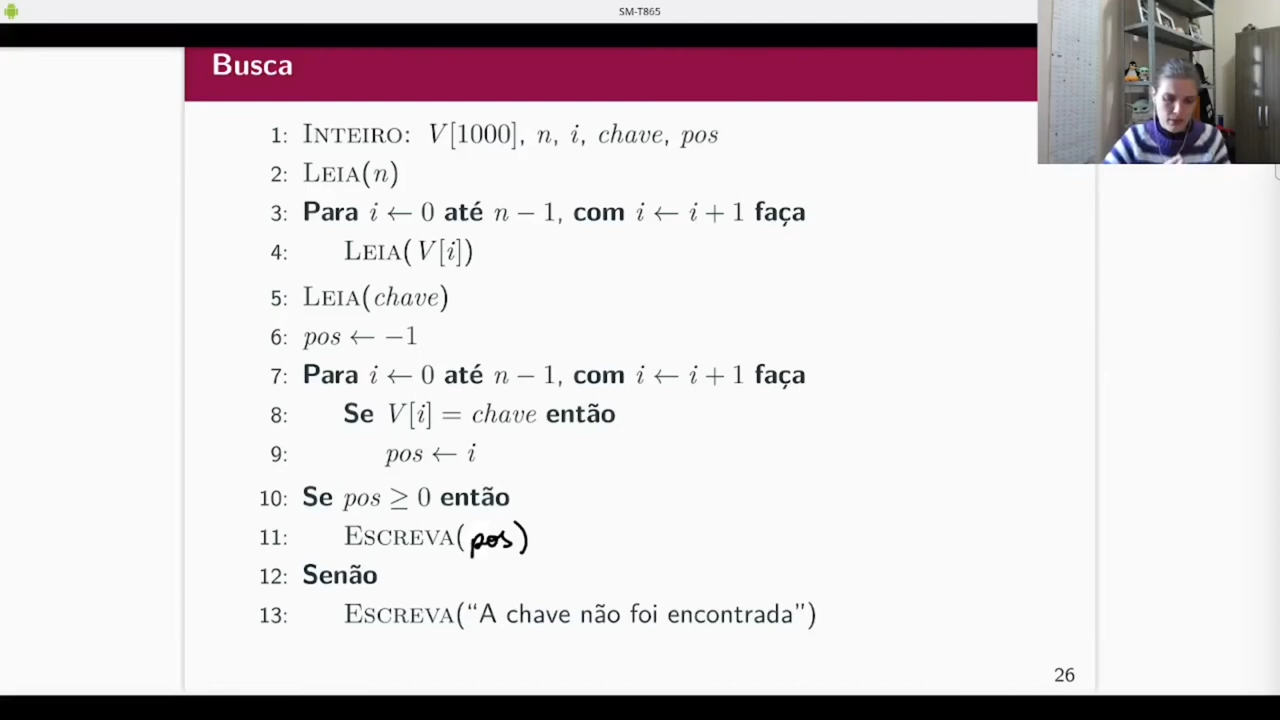 SM-T865
Busca
1: INTEIRO: V[1000], n, i, chave, pos
2: LEIA(n)
3: Para i ← 0 até n − 1, com i ← i + 1 faça
4: LEIA(V[i])
5: LEIA(chave)
6: pos ← −1
7: Para i ← 0 até n − 1, com i ← i + 1 faça
8: Se V[i] = chave então
9: pos ← i
10: Se pos ≥ 0 então
11: ESCREVA(pos)
12: Senão
13: ESCREVA(“A chave não foi encontrada”)
26